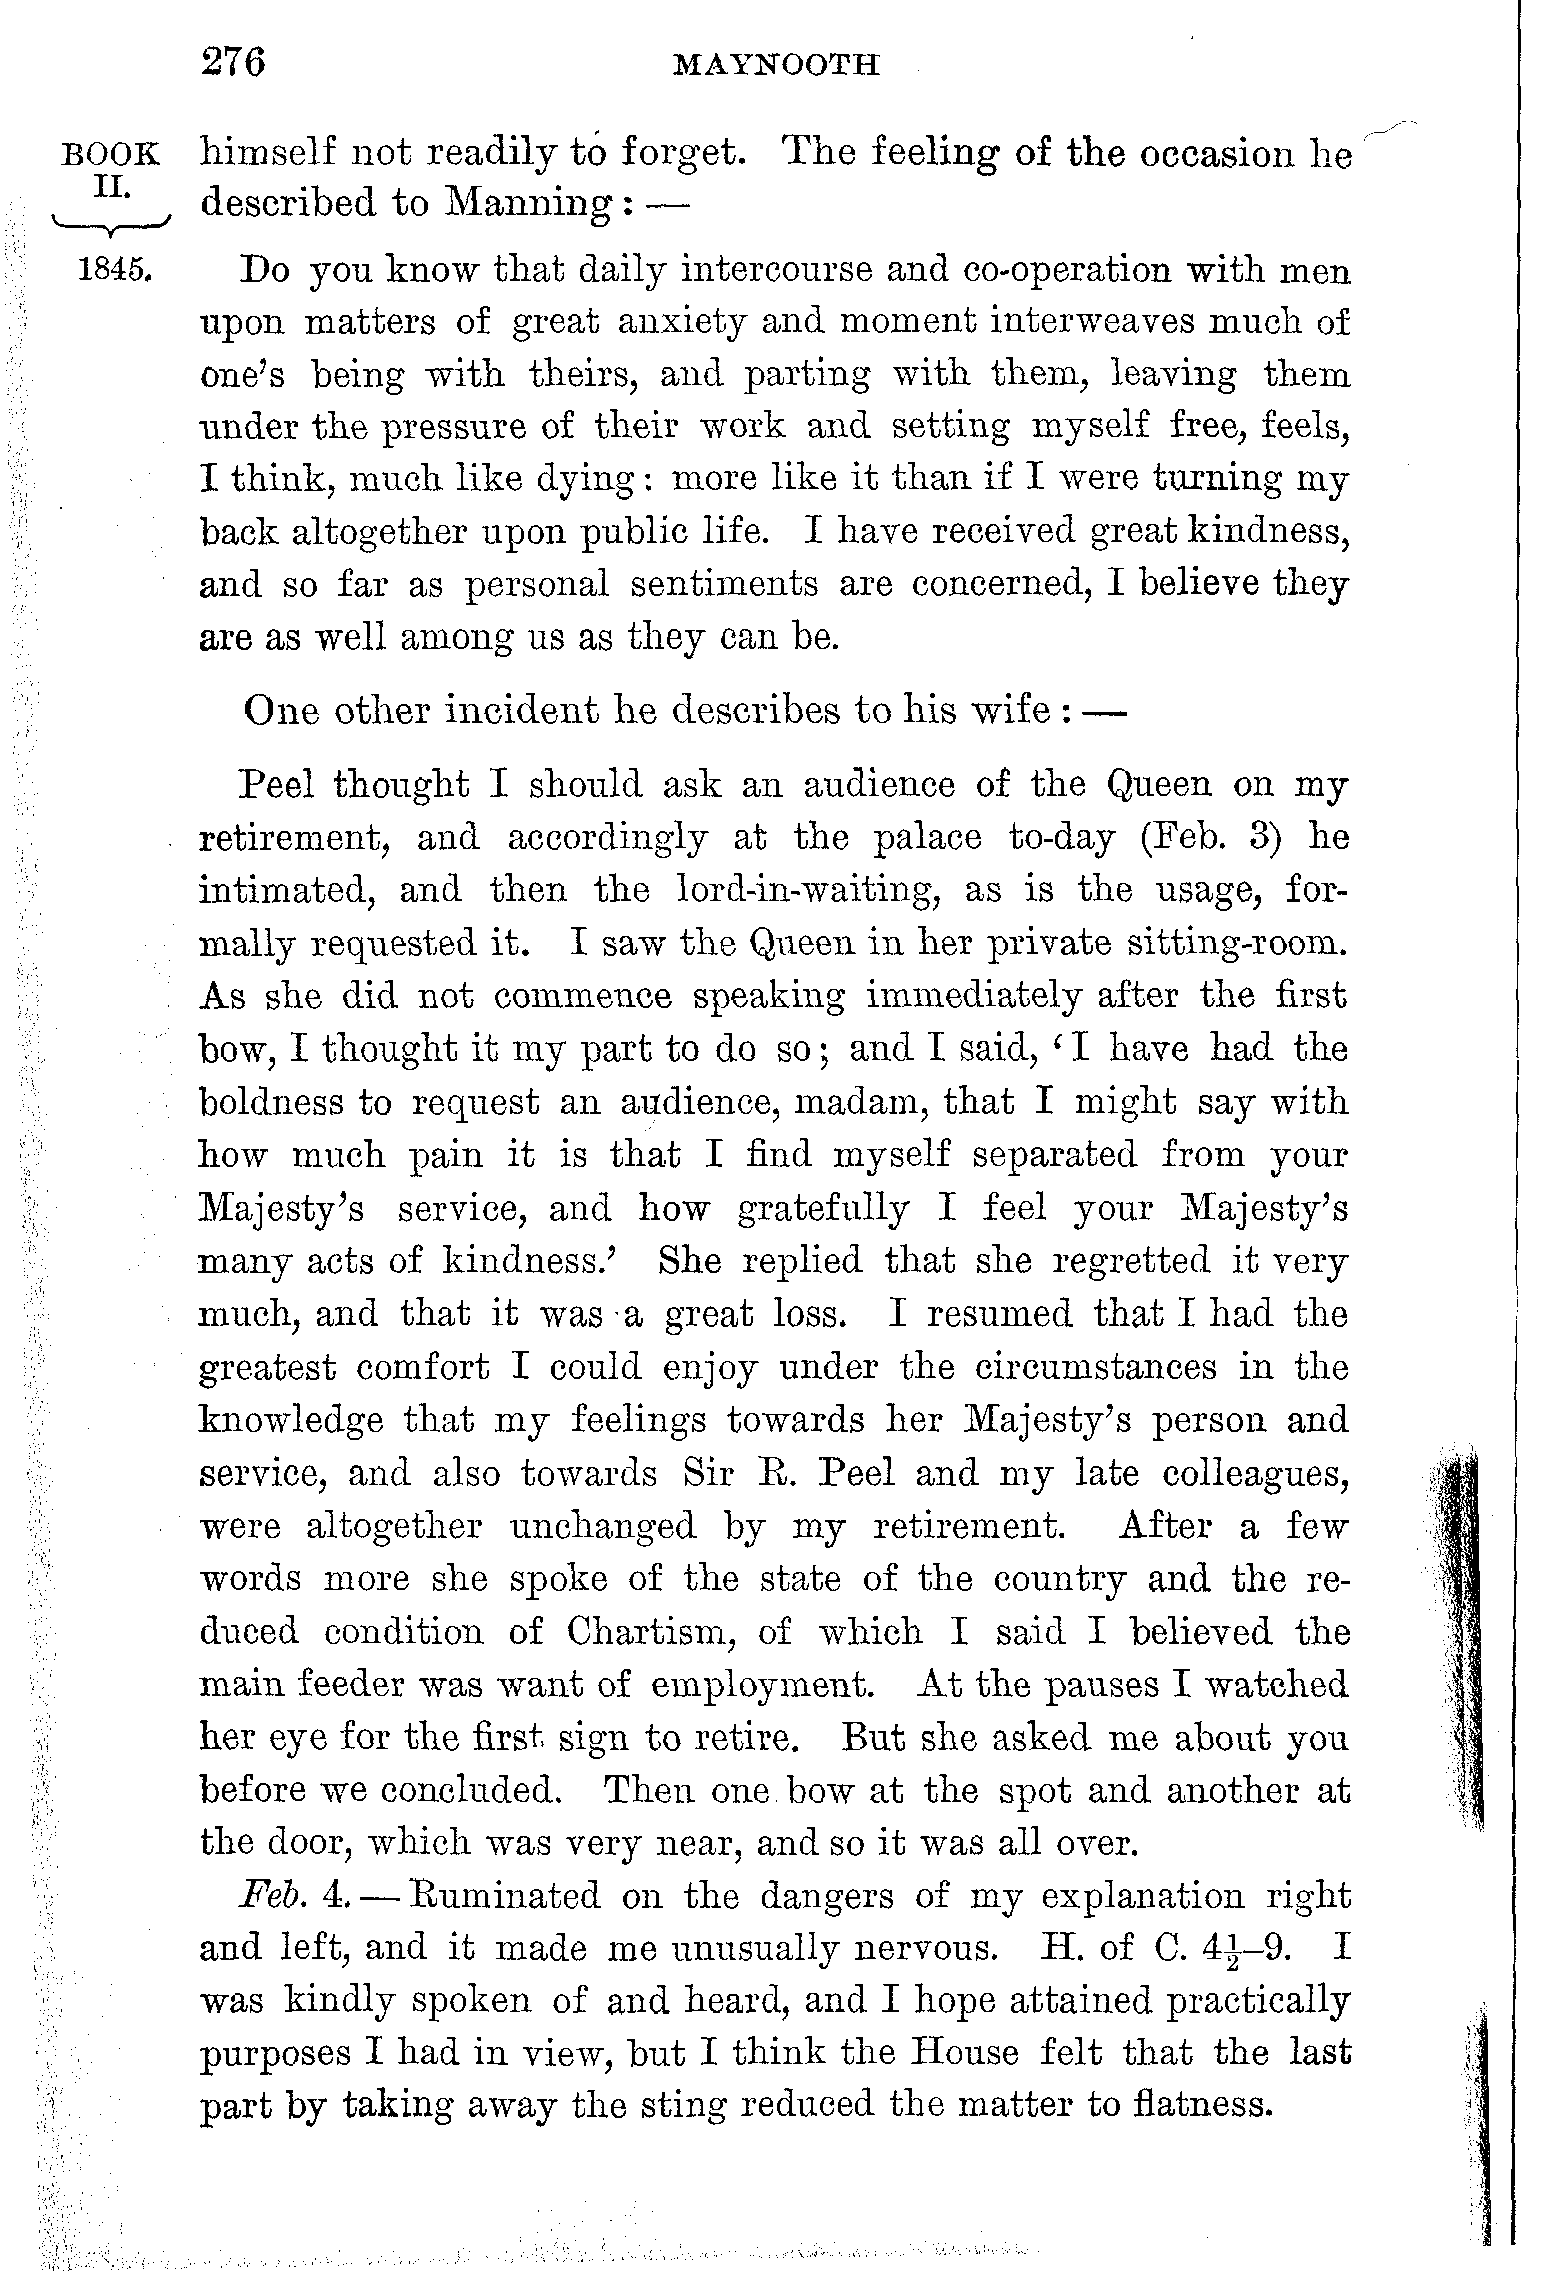 276 MAYNOOTH
BOOK
II.
1845.
himself not readily to forget. The feeling of the occasion he
described to Manning : —
Do you know that daily intercourse and co-operation with men
upon matters of great anxiety and moment interweaves much of
one's being with theirs, and parting with them, leaving them
under the pressure of their work and setting myself free, feels,
I think, much like dying : more like it than if I were turning my
back altogether upon public life. I have received great kindness,
and so far as personal sentiments are concerned, I believe they
are as well among us as they can be.
One other incident he describes to his wife : —
Peel thought I should ask an audience of the Queen on my
retirement, and accordingly at the palace to-day (Feb. 3) he
intimated, and then the lord-in-waiting, as is the usage, for-
mally requested it. I saw the Queen in her private sitting-room.
As she did not commence speaking immediately after the first
bow, I thought it my part to do so ; and I said, ‘ I have had the
boldness to request an audience, madam, that I might say with
how much pain it is that I find myself separated from your
Majesty's service, and how gratefully I feel your Majesty's
many acts of kindness.’ She replied that she regretted it very
much, and that it was a great loss. I resumed that I had the
greatest comfort I could enjoy under the circumstances in the
knowledge that my feelings towards her Majesty's person and
service, and also towards Sir R. Peel and my late colleagues,
were altogether unchanged by my retirement. After a few
words more she spoke of the state of the country and the re-
duced condition of Chartism, of which I said I believed the
main feeder was want of employment. At the pauses I watched
her eye for the first sign to retire. But she asked me about you
before we concluded. Then one bow at the spot and another at
the door, which was very near, and so it was all over.
Feb. 4. — Ruminated on the dangers of my explanation right
and left, and it made me unusually nervous. H. of C. 4½–9. I
was kindly spoken of and heard, and I hope attained practically
purposes I had in view, but I think the House felt that the last
part by taking away the sting reduced the matter to flatness.